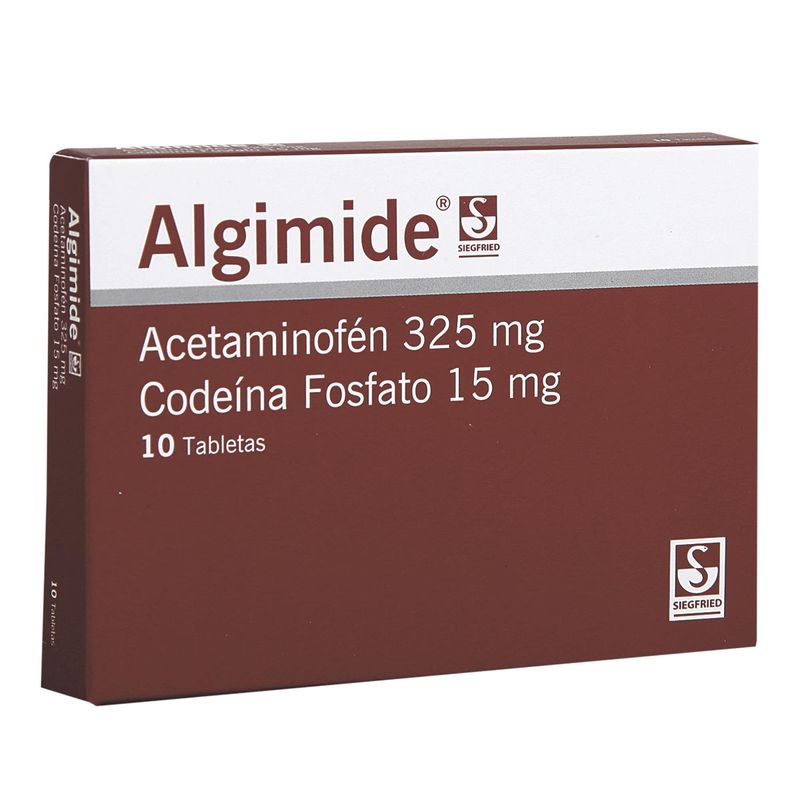 Algimide®
SIEGFRIED
Acetaminofén 325 mg
Codeína Fosfato 15 mg
10 Tabletas
SIEGFRIED
Algimide®
Acetaminofén 325 mg
Codeína Fosfato 15 mg
10 Tabletas